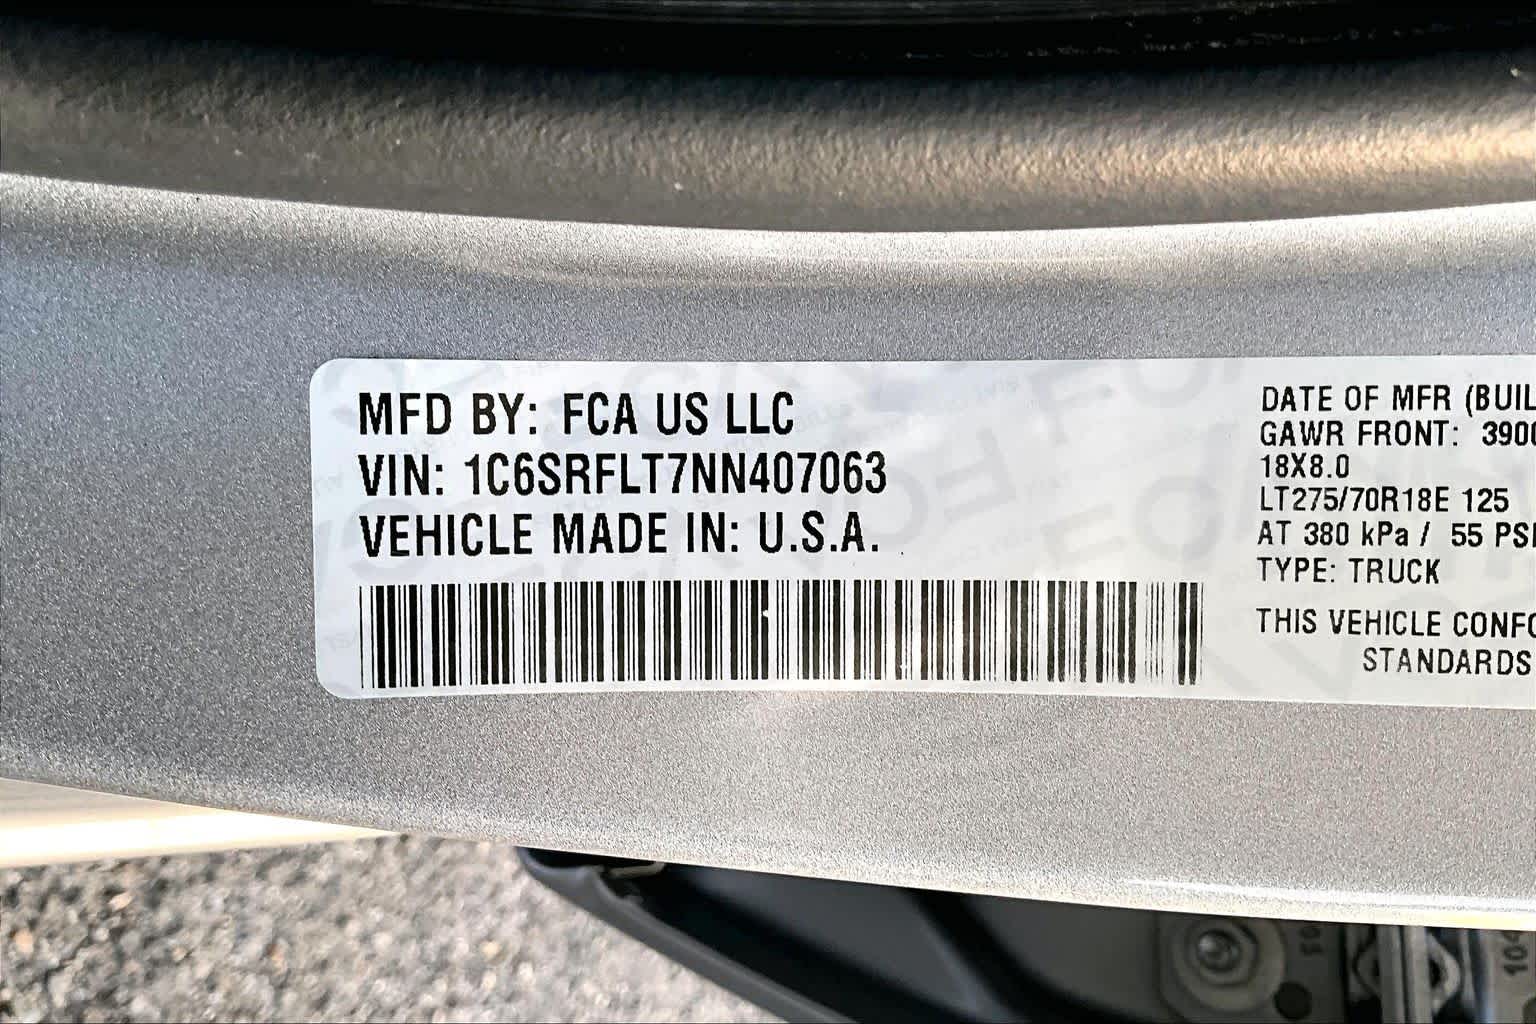 MFD BY: FCA US LLC
VIN: 1C6SRFLT7NN407063
VEHICLE MADE IN: U.S.A.
DATE OF MFR (BUIL
GAWR FRONT: 3900
18X8.0
LT275/70R18E 125
AT 380 kPa / 55 PSI
TYPE: TRUCK
THIS VEHICLE CONFO
STANDARDS